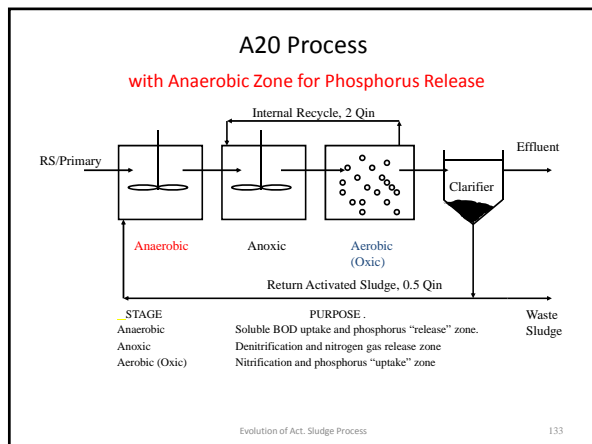 A20 Process
with Anaerobic Zone for Phosphorus Release
Internal Recycle, 2 Qin
RS/Primary
Effluent
Clarifier
Anaerobic
Anoxic
Aerobic
(Oxic)
Return Activated Sludge, 0.5 Qin
Waste
Sludge
_STAGE PURPOSE .
Anaerobic Soluble BOD uptake and phosphorus “release” zone.
Anoxic Denitrification and nitrogen gas release zone
Aerobic (Oxic) Nitrification and phosphorus “uptake” zone
Evolution of Act. Sludge Process
133